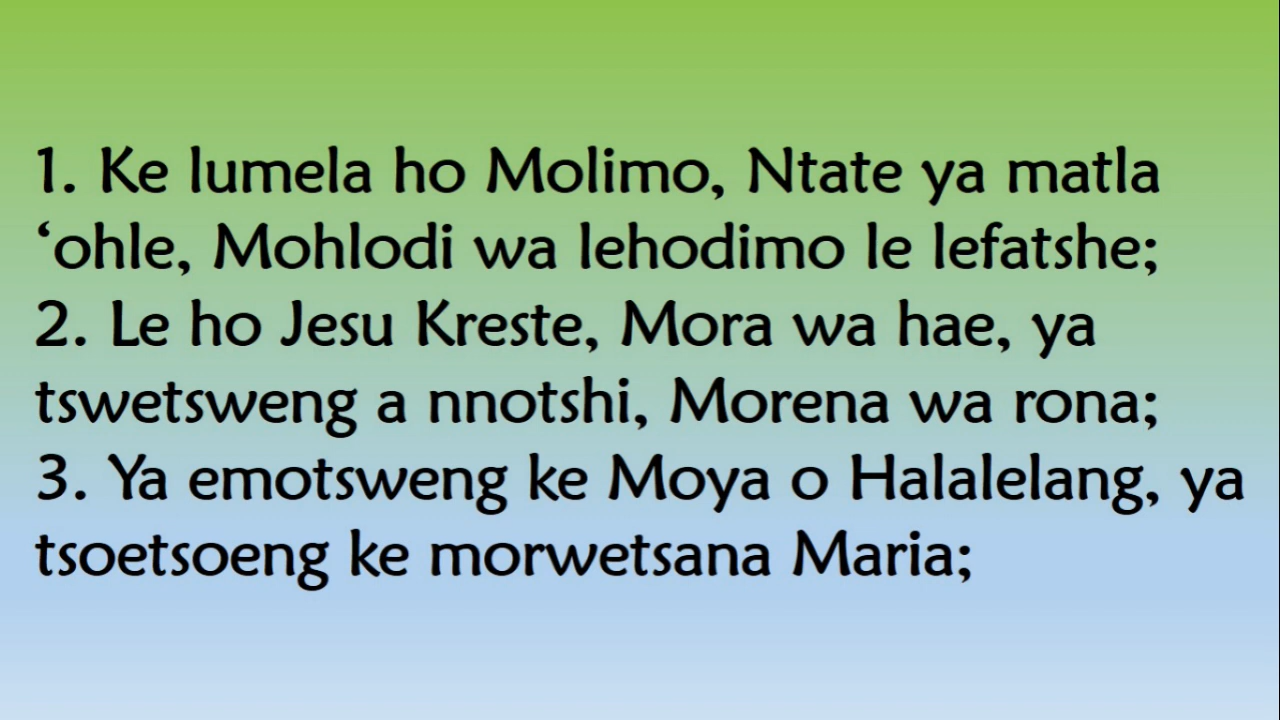 1. Ke lumela ho Molimo, Ntate ya matla
‘ohle, Mohlodi wa lehodimo le lefatshe;
2. Le ho Jesu Kreste, Mora wa hae, ya
tswetsweng a nnotshi, Morena wa rona;
3. Ya emotsweng ke Moya o Halalelang, ya
tsoetsoeng ke morwetsana Maria;